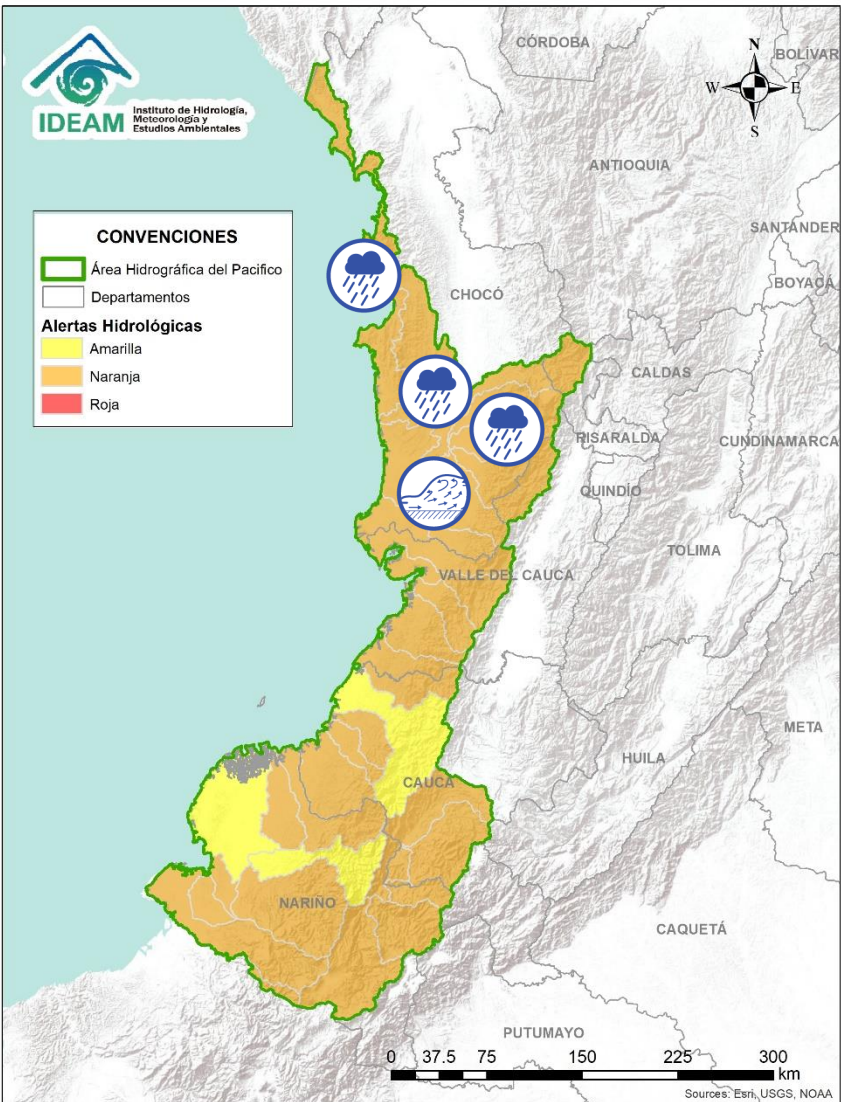 IDEAM
Instituto de Hidrología,
Meteorología y
Estudios Ambientales
N
W E
S
CONVENCIONES
Área Hidrográfica del Pacifico
Departamentos
Alertas Hidrológicas
Amarilla
Naranja
Roja
CÓRDOBA
BOLÍVAR
ANTIOQUIA
SANTANDER
BOYACÁ
CHOCÓ
CALDAS
RISARALDA
CUNDINAMARCA
QUINDÍO
TOLIMA
VALLE DEL CAUCA
META
HUILA
CAUCA
NARIÑO
CAQUETÁ
PUTUMAYO
0 37.5 75 150 225 300
km
Sources: Esri, USGS, NOAA